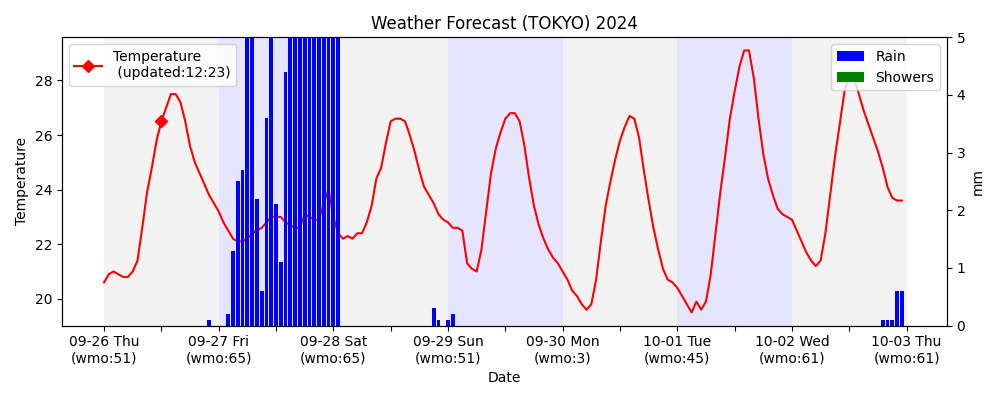 Weather Forecast (TOKYO) 2024
Temperature
(updated:12:23)
Rain
Showers
Temperature
28
26
24
22
20
5
4
3
2
1
0
mm
09-26 Thu
(wmo:51)
09-27 Fri
(wmo:65)
09-28 Sat
(wmo:65)
09-29 Sun
(wmo:51)
09-30 Mon
(wmo:3)
10-01 Tue
(wmo:45)
10-02 Wed
(wmo:61)
10-03 Thu
(wmo:61)
Date